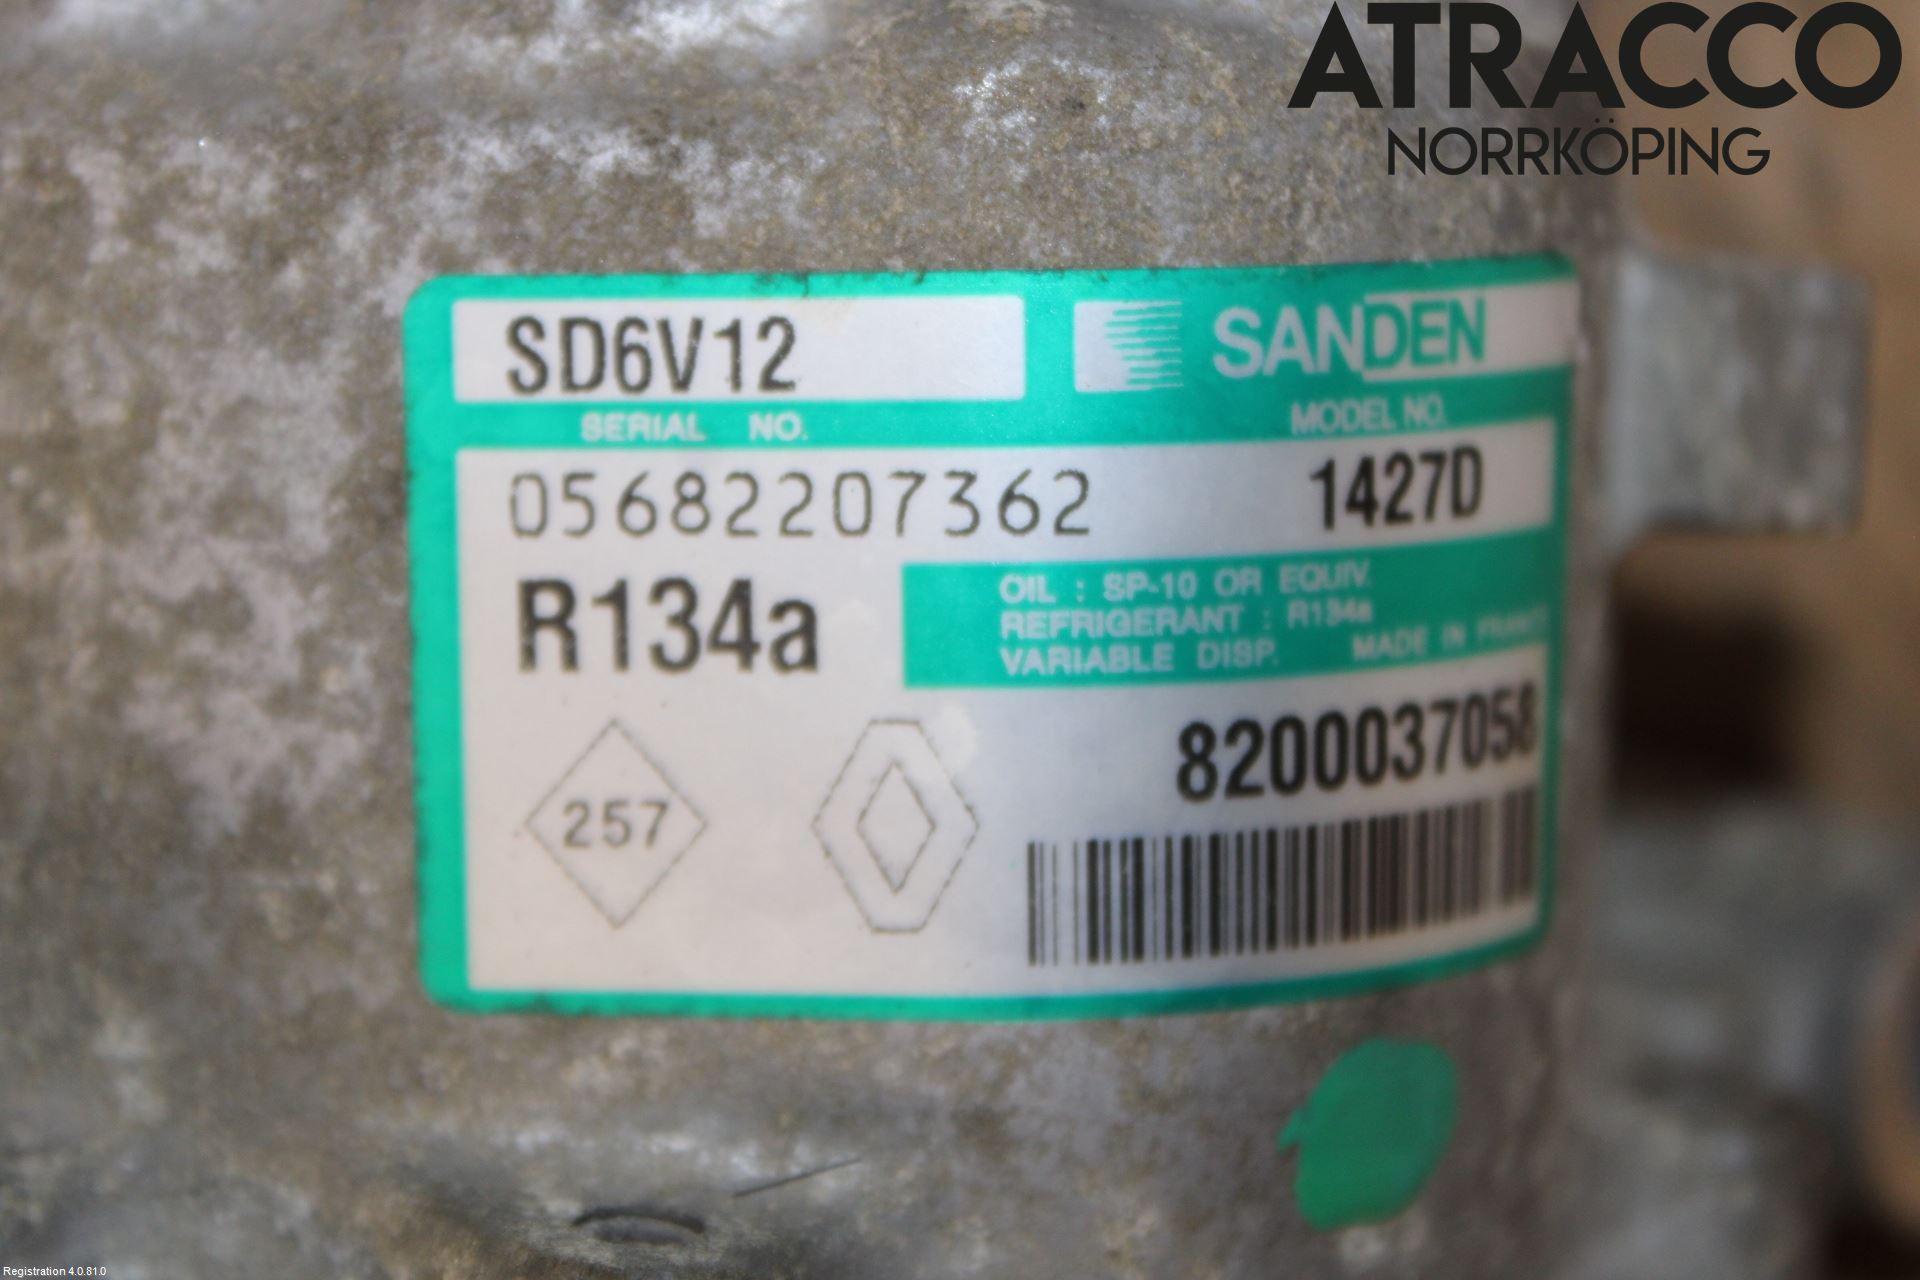 ATRACCO
NORRKÖPING
SD6V12
SANDEN
SERIAL NO.
MODEL NO.
05682207362
1427D
R134a
OIL : SP-10 OR EQUIV.
REFRIGERANT : R134a
VARIABLE DISP. MADE IN FRANCE
8200037058
257
Registration 4.0.81.0